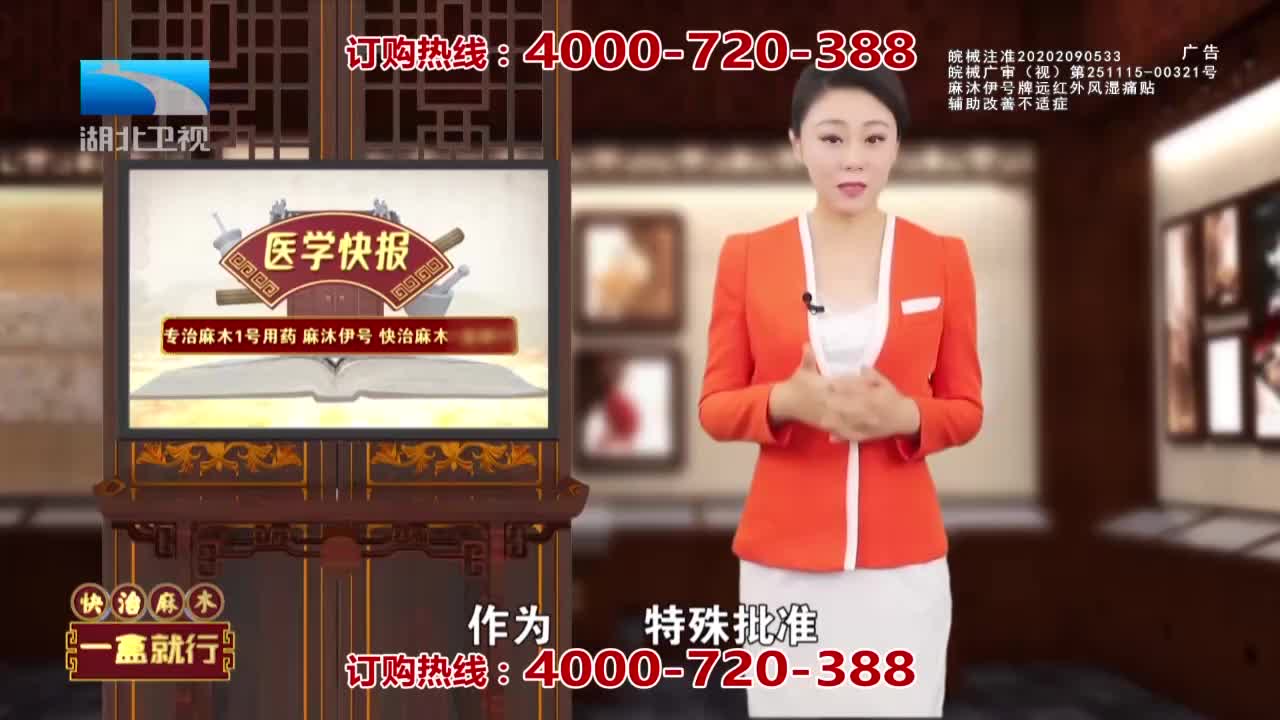 订购热线：4000-720-388
皖械注准20202090533
广告
皖械广审（视）第251115-00321号
麻沐伊号牌远红外风湿痛贴
辅助改善不适症
湖北卫视
医学快报
专治麻木1号用药 麻沐伊号 快治麻木
快治麻木
一盒就行
作为 特殊批准
订购热线：4000-720-388